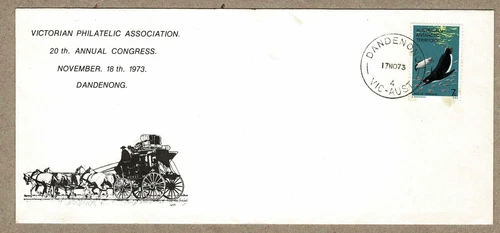 VICTORIAN PHILATELIC ASSOCIATION.
20 th. ANNUAL CONGRESS.
NOVEMBER. 18 th. 1973.
DANDENONG.
DANDENONG
17NO73
4
VIC-AUST
7